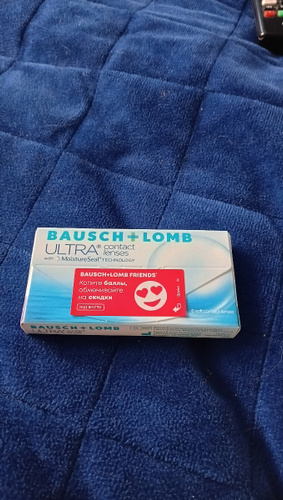 BAUSCH + LOMB
ULTRA® contact lenses
with MoistureSeal® TECHNOLOGY
BAUSCH+LOMB FRIENDS
Копите баллы,
обменивайте
на скидки
BAUSCH + LOMB